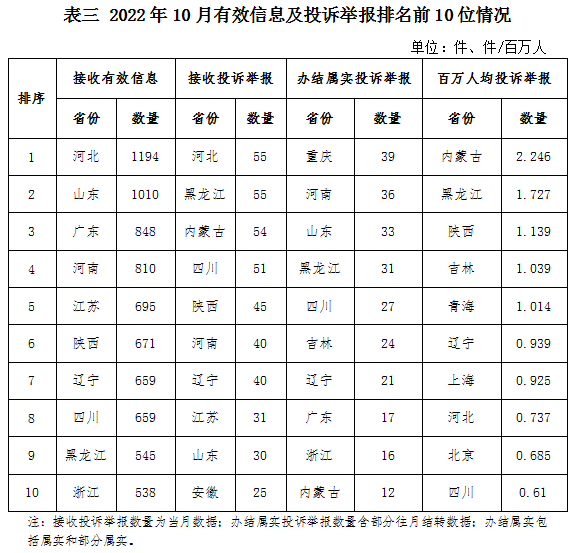 表三 2022 年 10 月有效信息及投诉举报排名前 10 位情况
单位：件、件/百万人
排序 接收有效信息 接收投诉举报 办结属实投诉举报 百万人均投诉举报
省份 数量 省份 数量 省份 数量 省份 数量
1 河北 1194 河北 55 重庆 39 内蒙古 2.246
2 山东 1010 黑龙江 55 河南 36 黑龙江 1.727
3 广东 848 内蒙古 54 山东 33 陕西 1.139
4 河南 810 四川 51 黑龙江 31 吉林 1.039
5 江苏 695 陕西 45 四川 27 青海 1.014
6 陕西 671 河南 40 吉林 24 辽宁 0.939
7 辽宁 659 辽宁 40 辽宁 21 上海 0.925
8 四川 659 江苏 31 广东 17 河北 0.737
9 黑龙江 545 山东 30 浙江 16 北京 0.685
10 浙江 538 安徽 25 内蒙古 12 四川 0.61
注：接收投诉举报数量为当月数据；办结属实投诉举报数量含部分往月结转数据；办结属实包
括属实和部分属实。